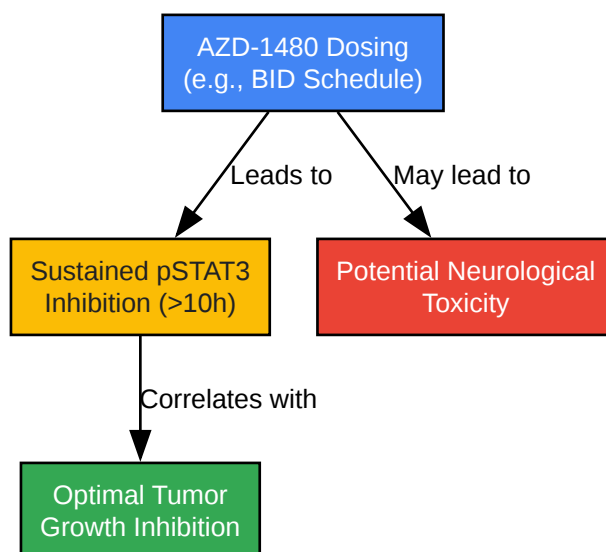 AZD-1480 Dosing
(e.g., BID Schedule)
Leads to
May lead to
Sustained pSTAT3
Inhibition (>10h)
Potential Neurological
Toxicity
Correlates with
Optimal Tumor
Growth Inhibition